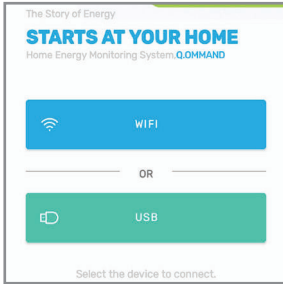 The Story of Energy
STARTS AT YOUR HOME
Home Energy Monitoring System,Q.OMMAND
WIFI
OR
USB
Select the device to connect.